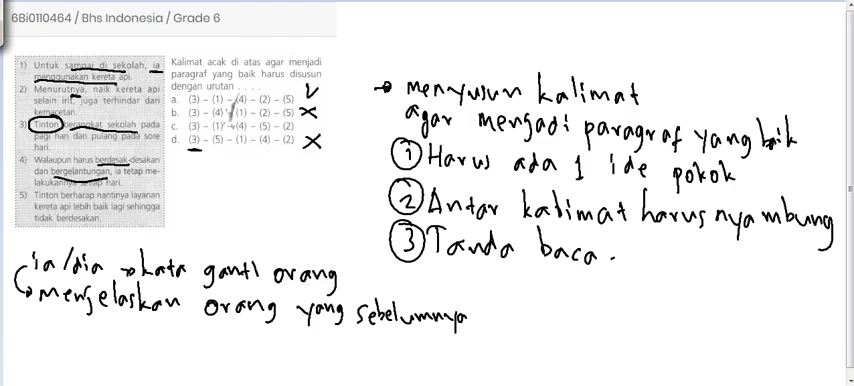 6Bi0110464 / Bhs Indonesia / Grade 6
1) Untuk sampai di sekolah, ia
menggunakan kereta api.
2) Menurutnya, naik kereta api
selain irit, juga terhindar dari
kemacetan.
3) Tinton berangkat sekolah pada
pagi hari dan pulang pada sore
hari.
4) Walaupun harus berdesak-desakan
dan bergelantungan, ia tetap me-
lakukannya setiap hari.
5) Tinton berharap nantinya layanan
kereta api lebih baik lagi sehingga
tidak berdesakan.
Kalimat acak di atas agar menjadi
paragraf yang baik harus disusun
dengan urutan . . . .
a. (3) – (1) – (4) – (2) – (5)
b. (3) – (4) – (1) – (2) – (5)
c. (3) – (1) – (4) – (5) – (2)
d. (3) – (5) – (1) – (4) – (2)
→ menyusun kalimat
agar menjadi paragraf yang baik
① Harus ada 1 ide pokok
② Antar kalimat harus nyambung
③ Tanda baca.
ia/dia → kata ganti orang
→ menjelaskan orang yang sebelumnya